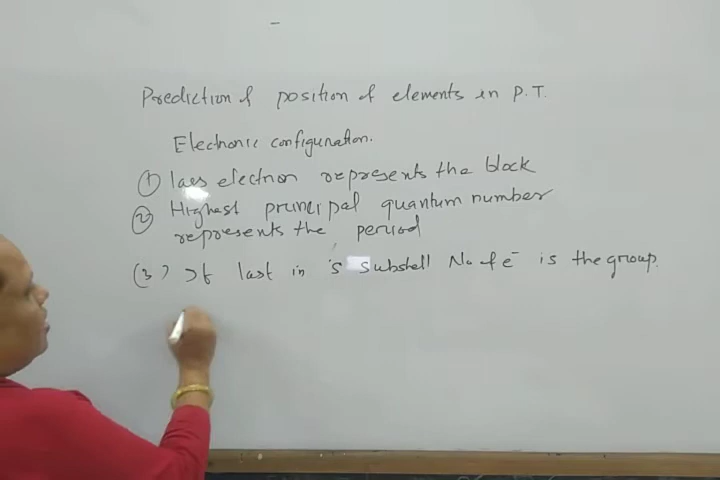 Prediction of position of elements in P.T.
Electronic configuration.
① Last electron represents the block
② Highest principal quantum number
represents the period
(3) If last in 's' subshell No of e⁻ is the group.